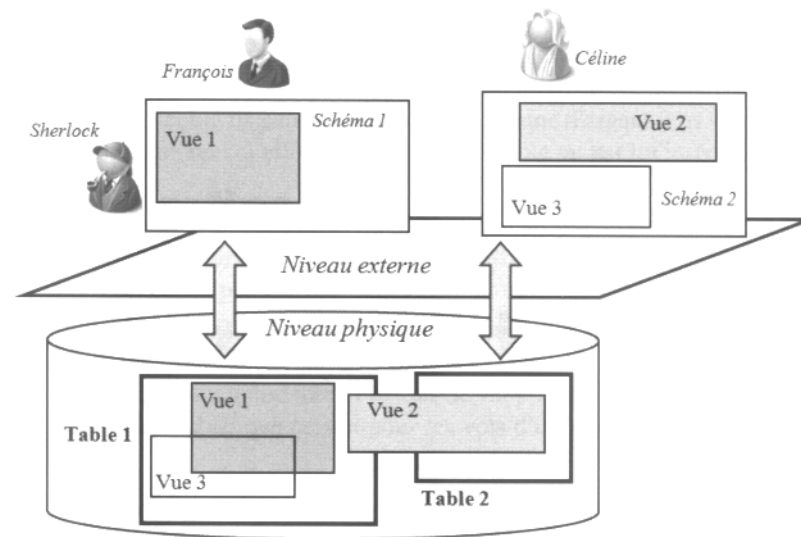 François
Céline
Sherlock
Vue 1
Schéma 1
Vue 2
Vue 3
Schéma 2
Niveau externe
Niveau physique
Table 1
Vue 1
Vue 2
Vue 3
Table 2